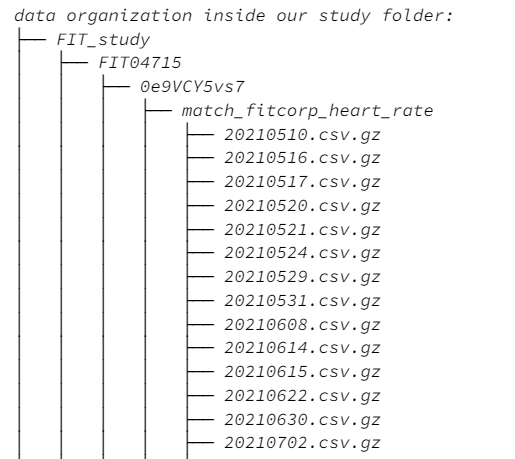 data organization inside our study folder:
├── FIT_study
│   ├── FIT04715
│   │   ├── 0e9VCY5vs7
│   │   │   ├── match_fitcorp_heart_rate
│   │   │   │   ├── 20210510.csv.gz
│   │   │   │   ├── 20210516.csv.gz
│   │   │   │   ├── 20210517.csv.gz
│   │   │   │   ├── 20210520.csv.gz
│   │   │   │   ├── 20210521.csv.gz
│   │   │   │   ├── 20210524.csv.gz
│   │   │   │   ├── 20210529.csv.gz
│   │   │   │   ├── 20210531.csv.gz
│   │   │   │   ├── 20210608.csv.gz
│   │   │   │   ├── 20210614.csv.gz
│   │   │   │   ├── 20210615.csv.gz
│   │   │   │   ├── 20210622.csv.gz
│   │   │   │   ├── 20210630.csv.gz
│   │   │   │   ├── 20210702.csv.gz